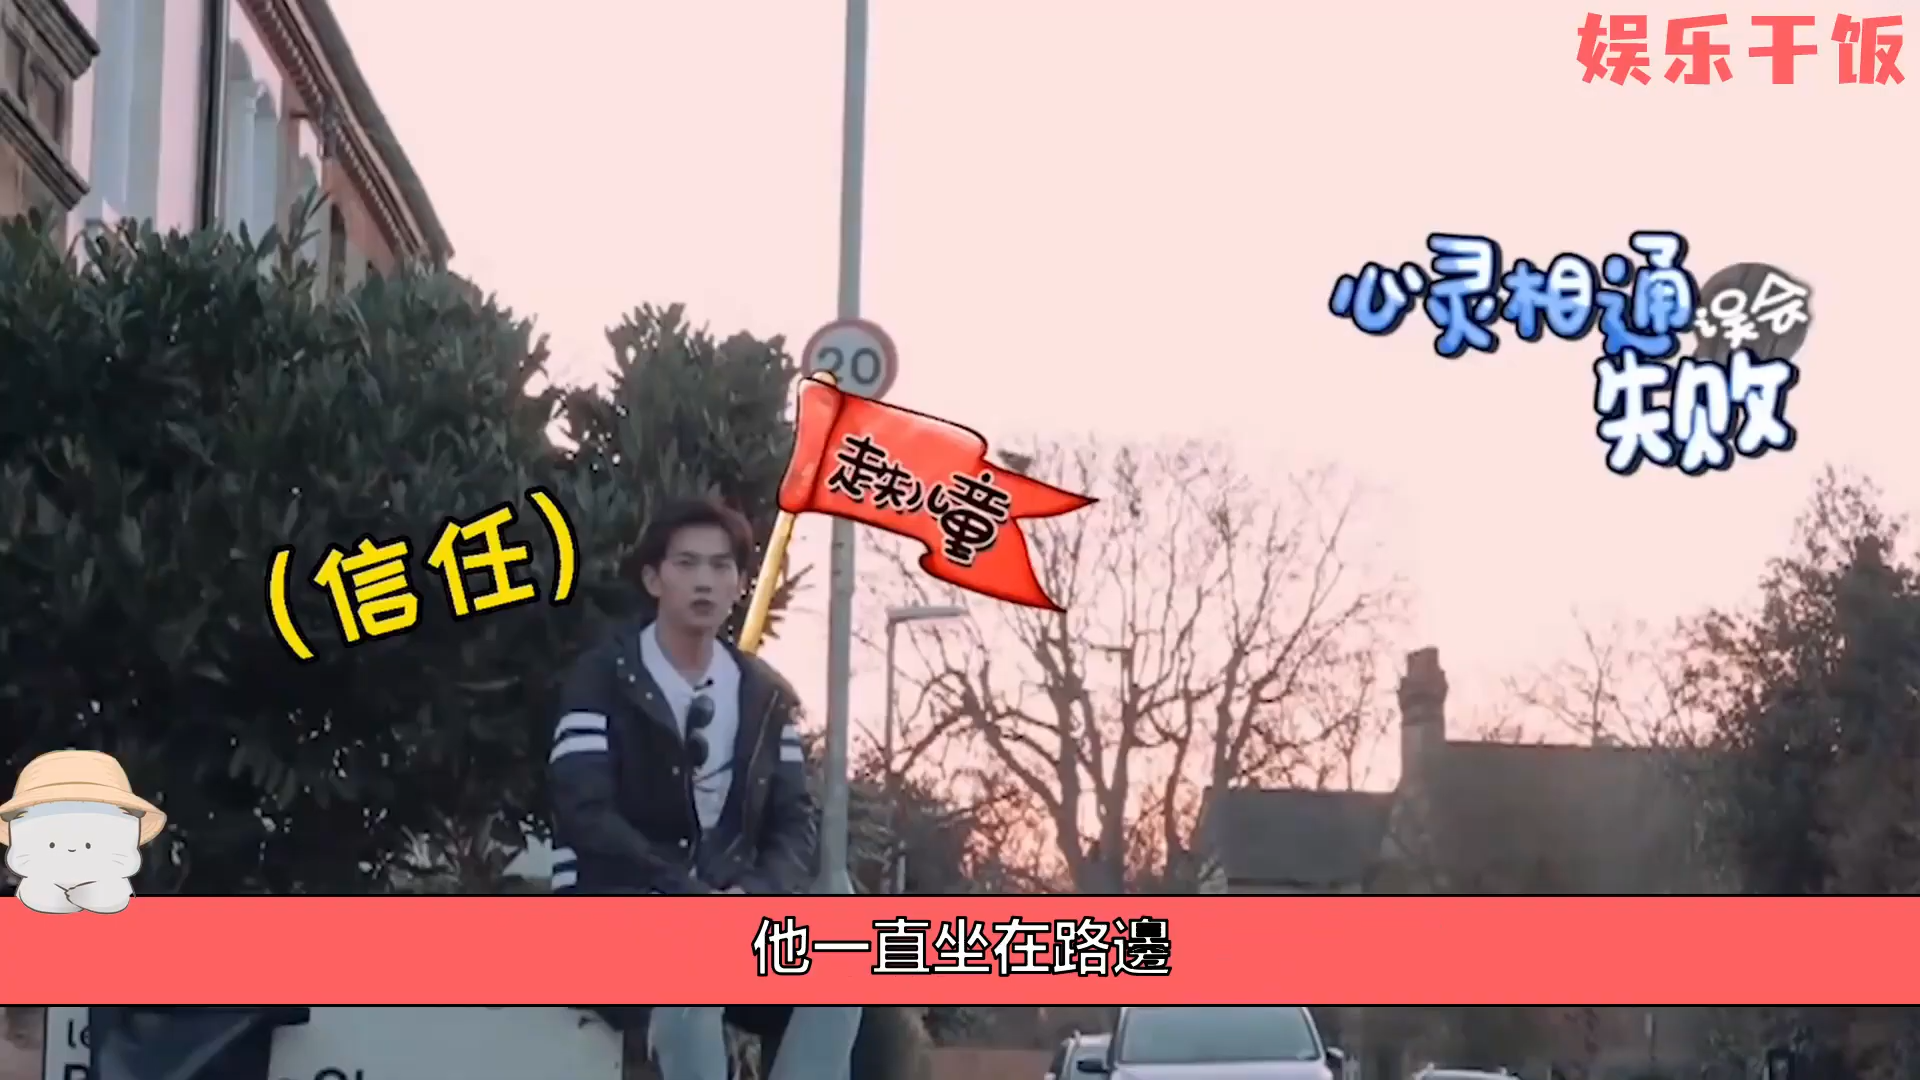 娱乐干饭
心灵相通
误会
失败
20
走失儿童
(信任)
他一直坐在路邊